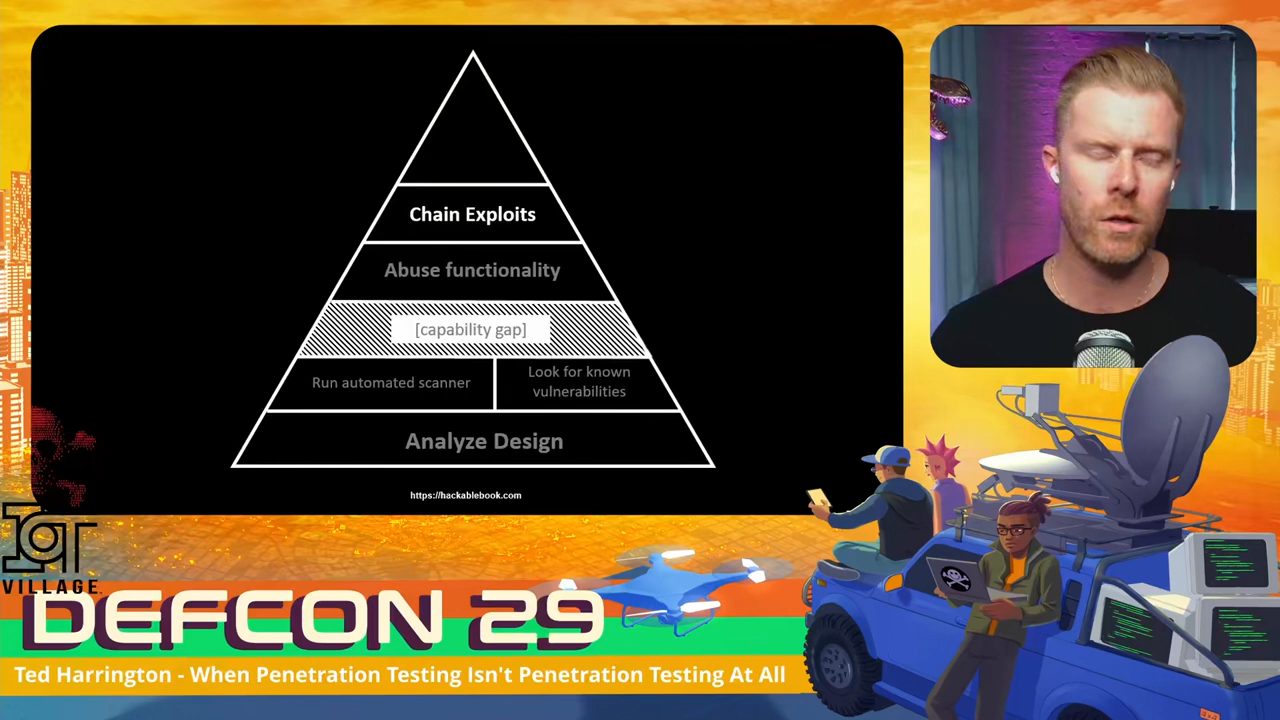 Chain Exploits
Abuse functionality
[capability gap]
Run automated scanner
Look for known
vulnerabilities
Analyze Design
https://hackablebook.com
IOT
VILLAGE
DEFCON 29
Ted Harrington - When Penetration Testing Isn't Penetration Testing At All